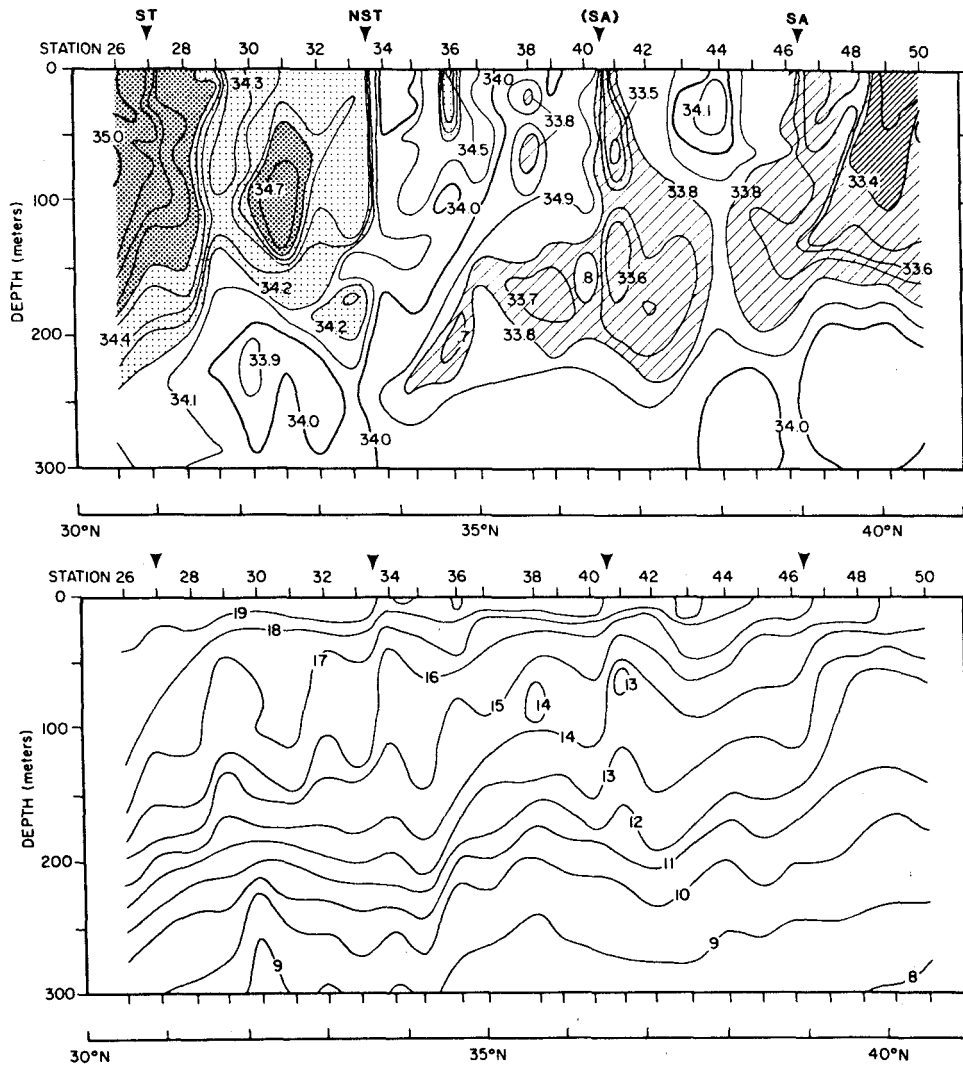 ST NST (SA) SA
STATION 26 28 30 32 34 36 38 40 42 44 46 48 50
0
34.3 34.0 33.5
34.1
35.0 33.8
34.5
34.7 33.8 33.8 33.4
100
34.0 34.9
DEPTH (meters)
34.2 .8 33.6 33.6
33.7
34.2
200
34.4 33.8
.7
33.9
34.1
34.0 34.0
34.0
300
30°N 35°N 40°N
STATION 26 28 30 32 34 36 38 40 42 44 46 48 50
0
19
18
17 16 13
15 14
100
14
DEPTH (meters)
13
12
200
11
10
9
9
8
300
30°N 35°N 40°N